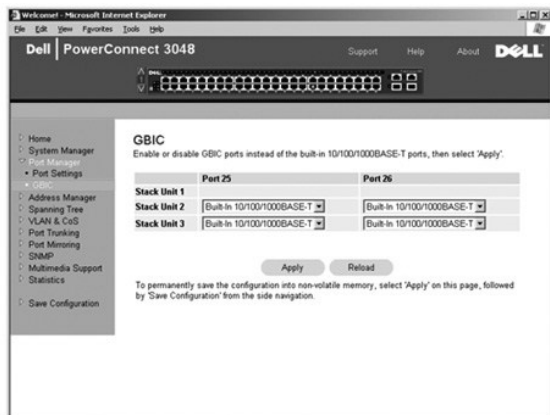 Welcome! - Microsoft Internet Explorer
File Edit View Favorites Tools Help
Dell | PowerConnect 3048
Support Help About DELL
Home
System Manager
Port Manager
Port Settings
GBIC
Address Manager
Spanning Tree
VLAN & CoS
Port Trunking
Port Mirroring
SNMP
Multimedia Support
Statistics
Save Configuration
GBIC
Enable or disable GBIC ports instead of the built-in 10/100/1000BASE-T ports, then select 'Apply'.
Port 25 Port 26
Stack Unit 1
Stack Unit 2 Built-In 10/100/1000BASE-T Built-In 10/100/1000BASE-T
Stack Unit 3 Built-In 10/100/1000BASE-T Built-In 10/100/1000BASE-T
Apply Reload
To permanently save the configuration into non-volatile memory, select 'Apply' on this page, followed
by 'Save Configuration' from the side navigation.